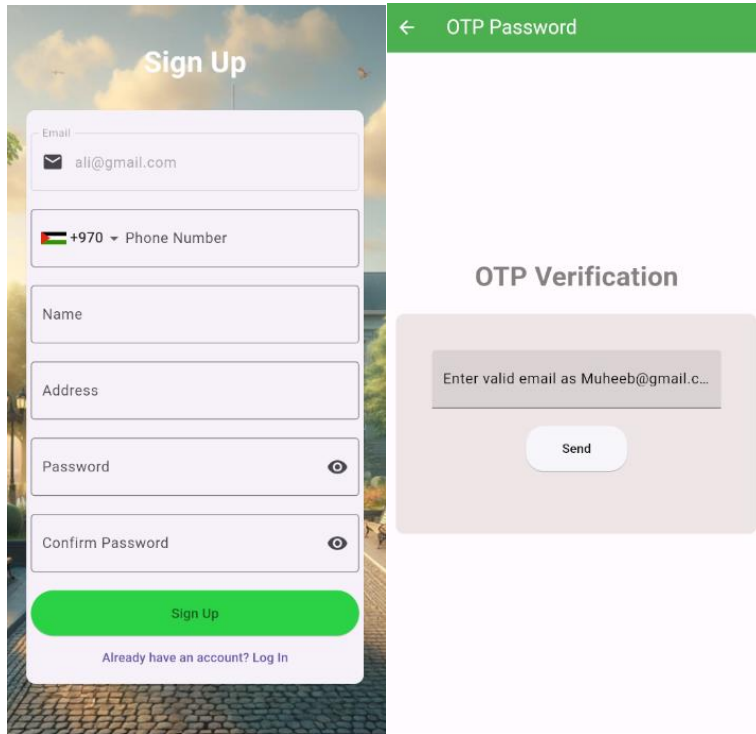 Sign Up
Email
ali@gmail.com
+970 Phone Number
Name
Address
Password
Confirm Password
Sign Up
Already have an account? Log In
OTP Password
OTP Verification
Enter valid email as Muheeb@gmail.c...
Send